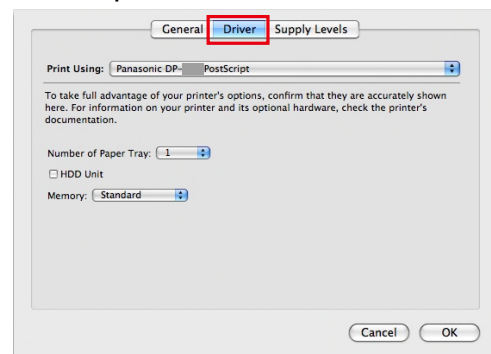 General Driver Supply Levels
Print Using: Panasonic DP- PostScript
To take full advantage of your printer's options, confirm that they are accurately shown
here. For information on your printer and its optional hardware, check the printer's
documentation.
Number of Paper Tray: 1
HDD Unit
Memory: Standard
Cancel OK